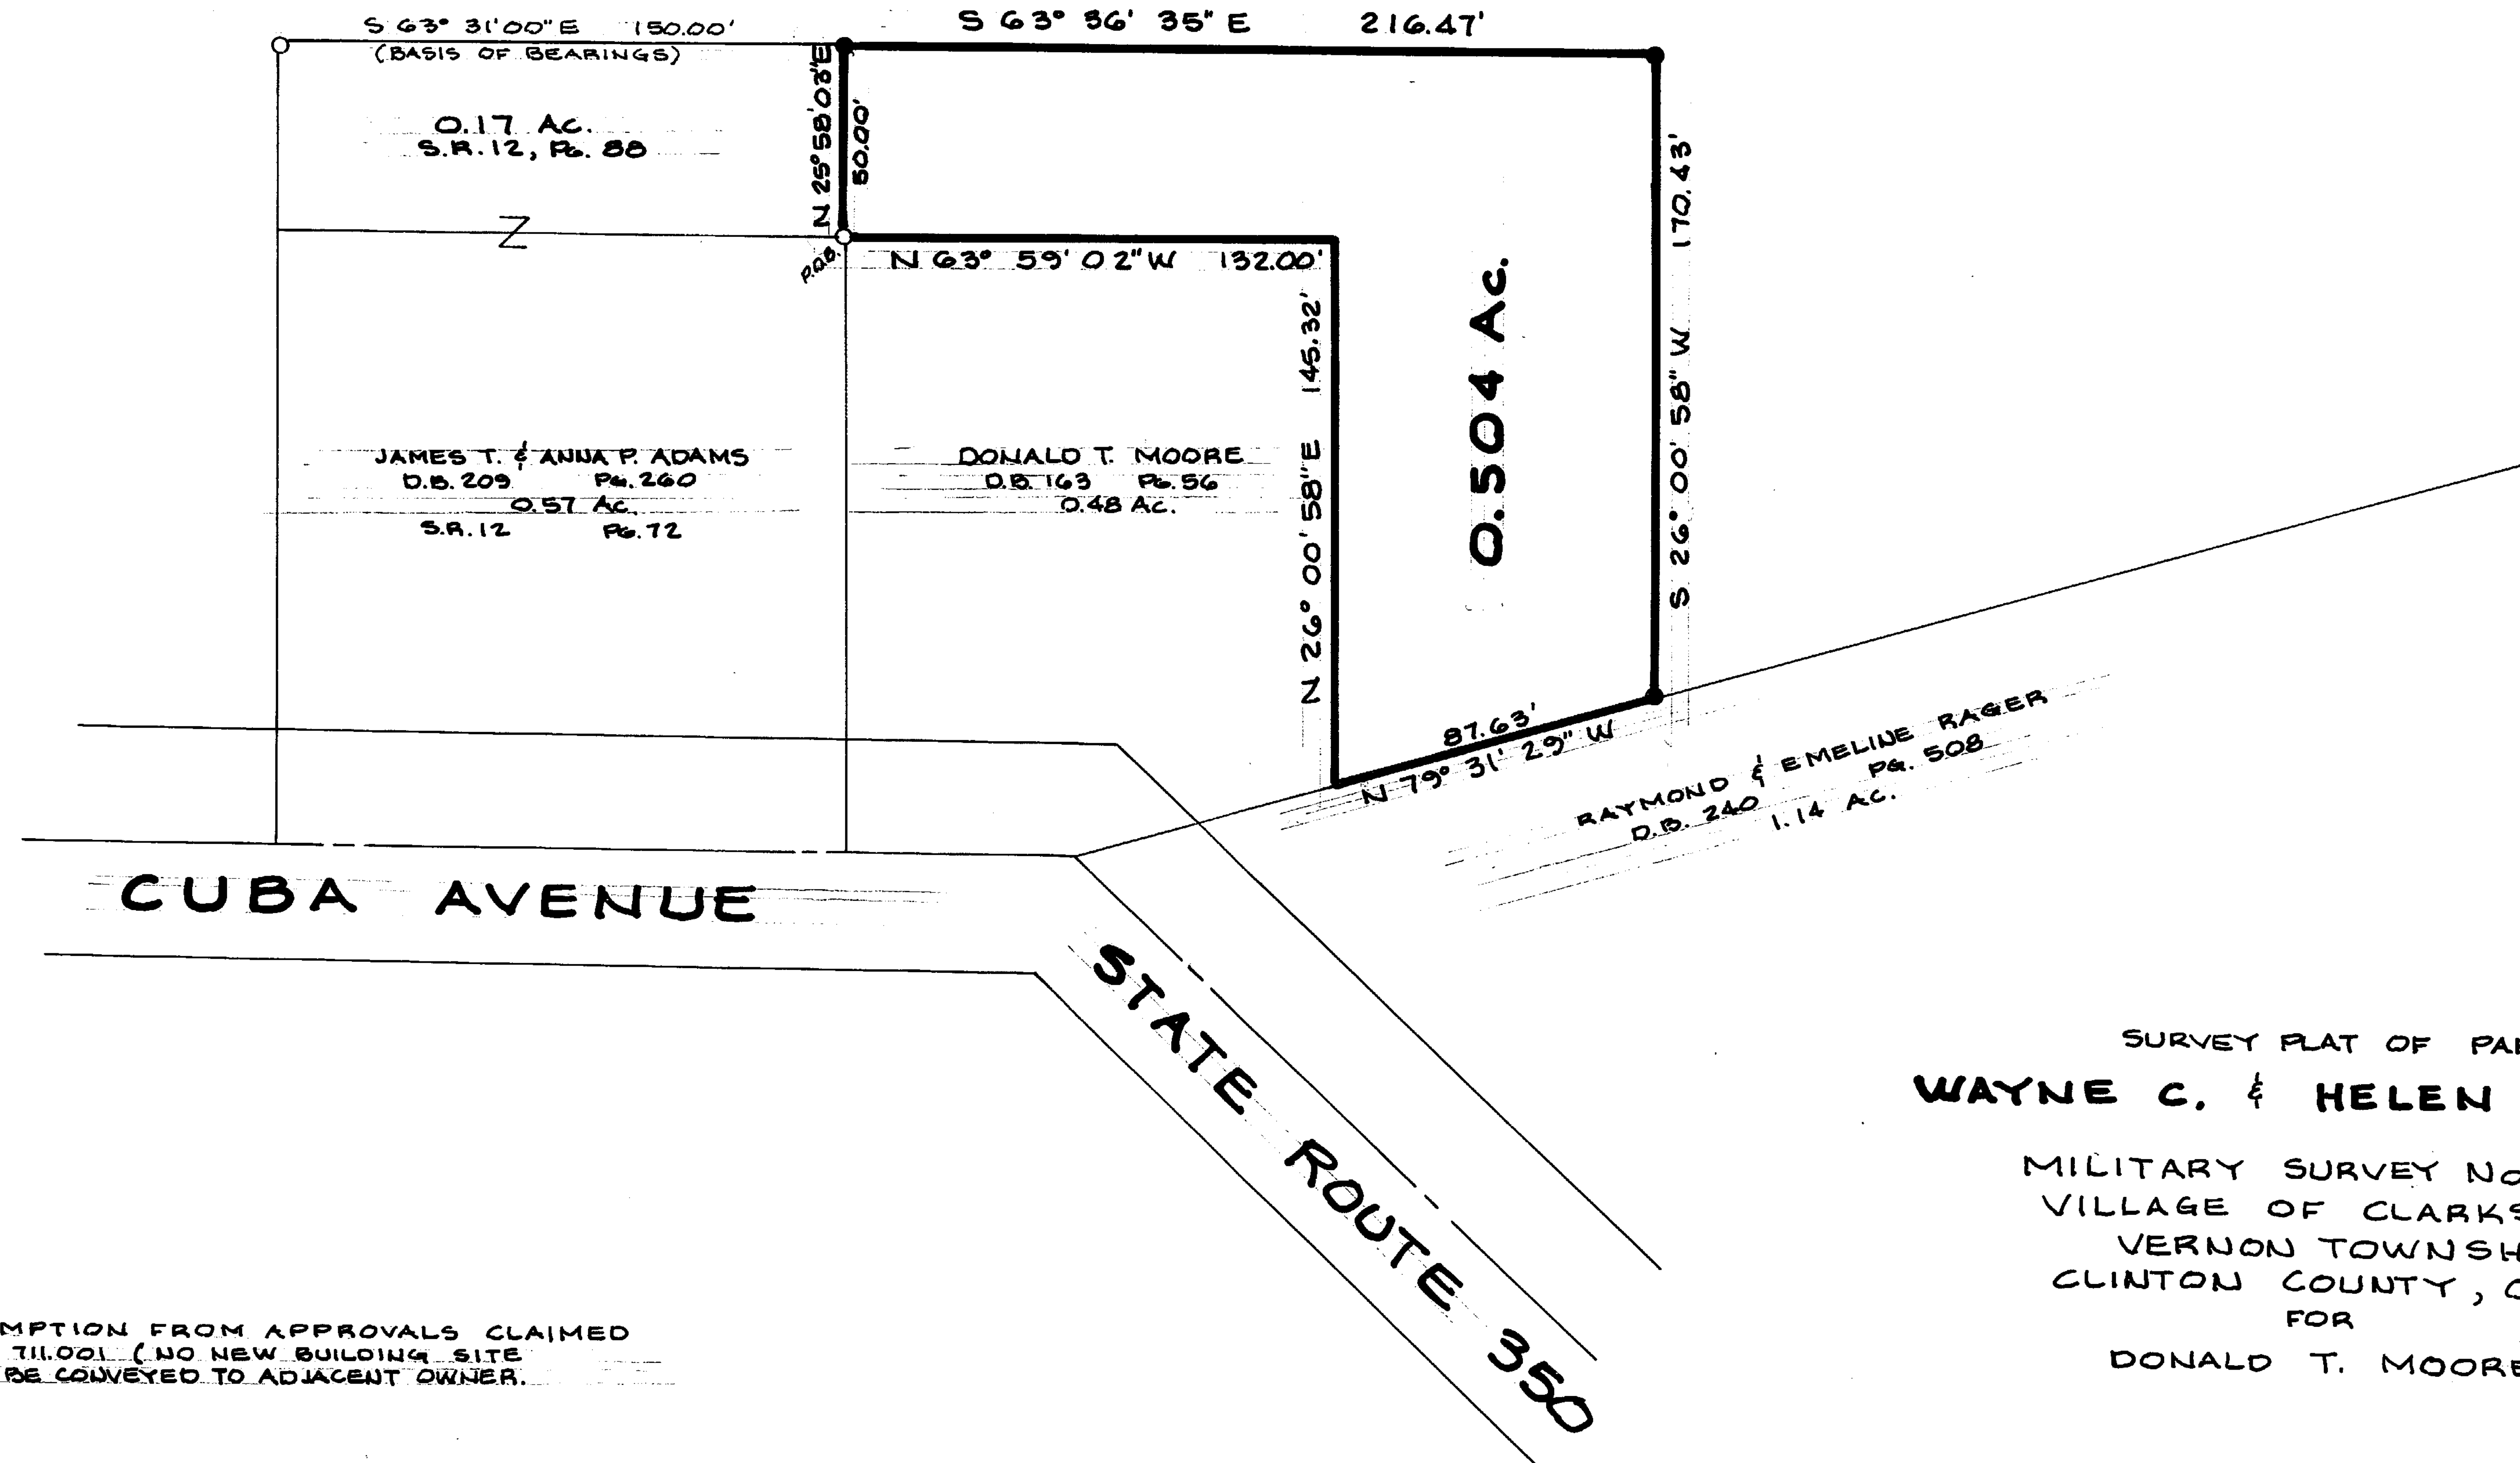 S 63° 31' 00" E 150.00'
(BASIS OF BEARINGS)
S 63° 36' 35" E 216.47'
N 25° 58' 03" E
50.00'
0.17 AC.
S.R. 12, PG. 88
P.O.B.
N 63° 59' 02" W 132.00'
170.43'
S 26° 00' 58" W
145.32'
N 26° 00' 58" E
0.504 AC.
JAMES T. & ANNA P. ADAMS
D.B. 209 PG. 260
0.57 AC.
S.R. 12 PG. 72
DONALD T. MOORE
D.B. 163 PG. 56
0.48 AC.
87.63'
N 79° 31' 29" W
RAYMOND & EMELINE RAGER
D.B. 240 PG. 508
1.14 AC.
CUBA AVENUE
STATE ROUTE 350
SURVEY PLAT OF PA
WAYNE C. & HELEN
MILITARY SURVEY NO
VILLAGE OF CLARKS
VERNON TOWNSH
CLINTON COUNTY, O
FOR
DONALD T. MOORE
MPTION FROM APPROVALS CLAIMED
711.001 (NO NEW BUILDING SITE
BE CONVEYED TO ADJACENT OWNER.